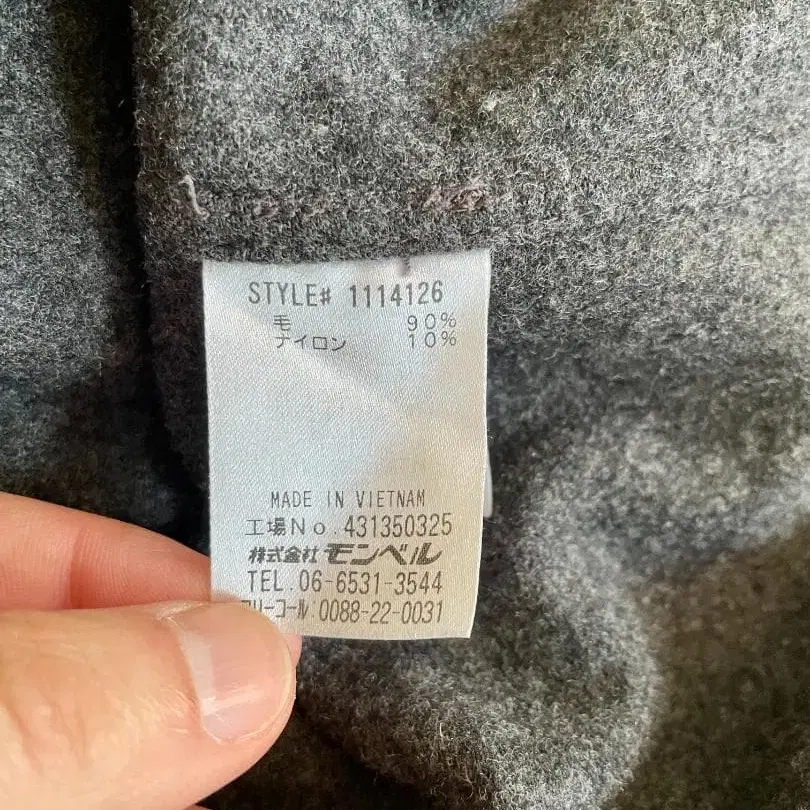 STYLE# 1114126
毛 90%
ナイロン 10%
MADE IN VIETNAM
工場No.431350325
株式会社モンベル
TEL.06-6531-3544
フリーコール:0088-22-0031